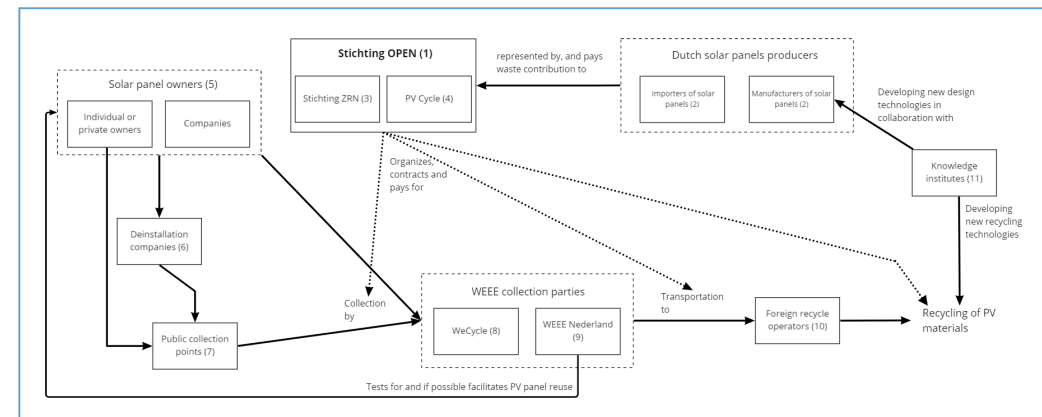 Stichting OPEN (1)
Stichting ZRN (3)
PV Cycle (4)
represented by, and pays
waste contribution to
Dutch solar panels producers
Importers of solar
panels (2)
Manufacturers of solar
panels (2)
Solar panel owners (5)
Individual or
private owners
Companies
Developing new design
technologies in
collaboration with
Organizes,
contracts and
pays for
Knowledge
institutes (11)
Developing
new recycling
technologies
Deinstallation
companies (6)
Public collection
points (7)
Collection
by
WEEE collection parties
WeCycle (8)
WEEE Nederland
(9)
Transportation
to
Foreign recycle
operators (10)
Recycling of PV
materials
Tests for and if possible facilitates PV panel reuse